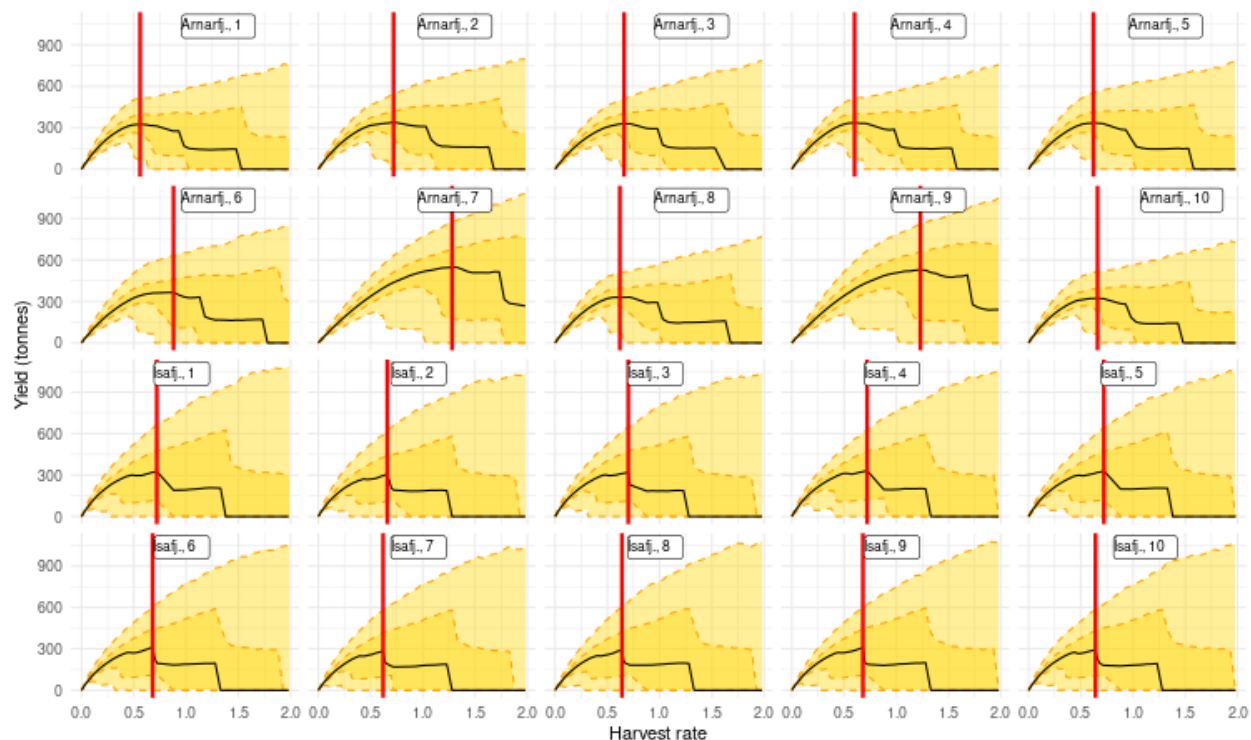 Arnarfj., 1
Arnarfj., 2
Arnarfj., 3
Arnarfj., 4
Arnarfj., 5
900
600
300
0
Arnarfj., 6
Arnarfj., 7
Arnarfj., 8
Arnarfj., 9
Arnarfj., 10
900
600
300
0
Yield (tonnes)
Isafj., 1
Isafj., 2
Isafj., 3
Isafj., 4
Isafj., 5
900
600
300
0
Isafj., 6
Isafj., 7
Isafj., 8
Isafj., 9
Isafj., 10
900
600
300
0
0.0 0.5 1.0 1.5 2.0 0.0 0.5 1.0 1.5 2.0 0.0 0.5 1.0 1.5 2.0 0.0 0.5 1.0 1.5 2.0 0.0 0.5 1.0 1.5 2.0
Harvest rate